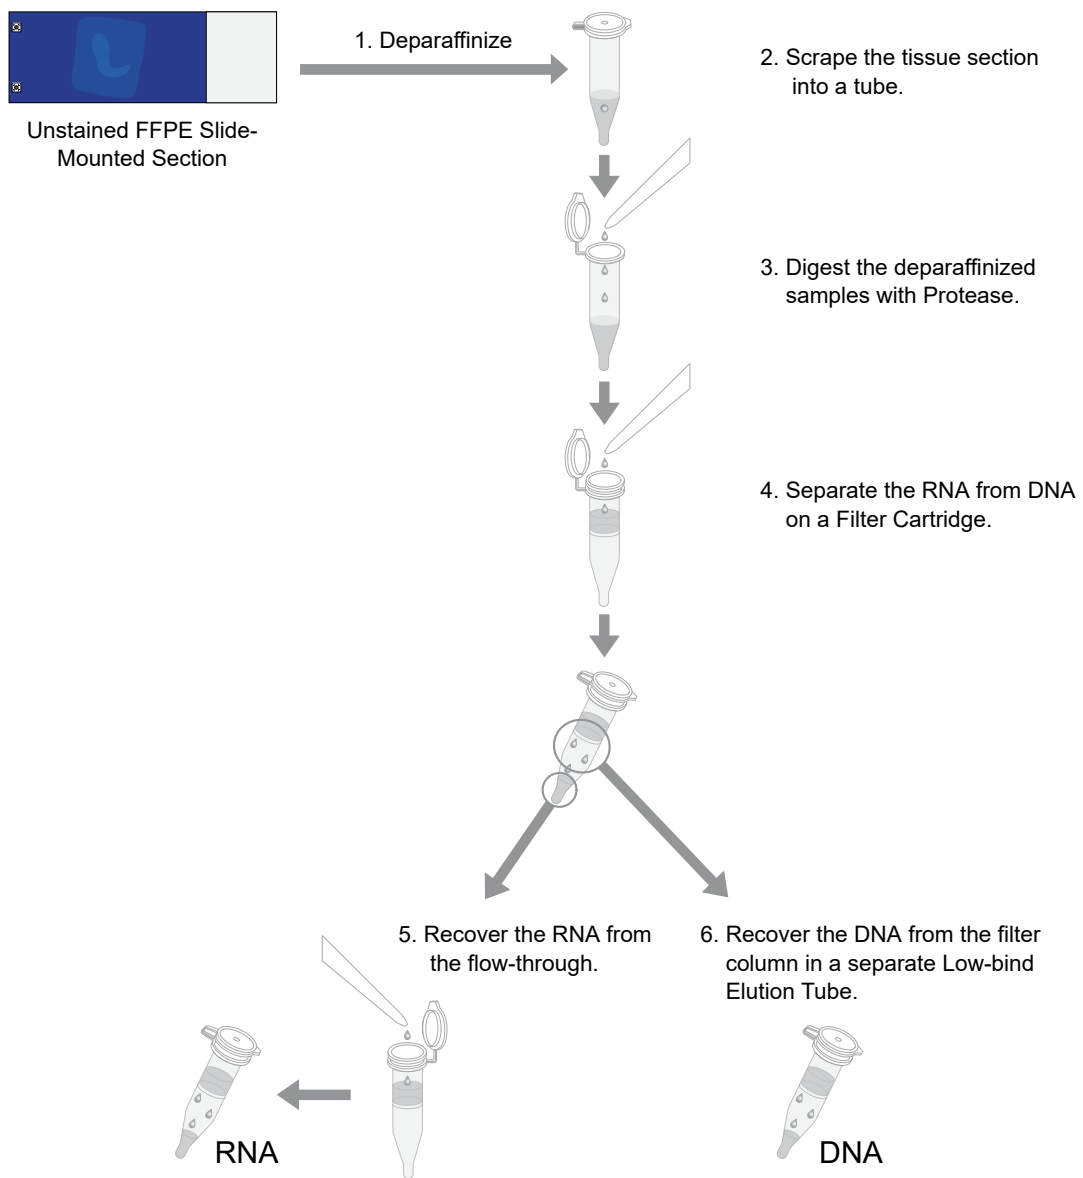 1. Deparaffinize
2. Scrape the tissue section
into a tube.
Unstained FFPE Slide-
Mounted Section
3. Digest the deparaffinized
samples with Protease.
4. Separate the RNA from DNA
on a Filter Cartridge.
5. Recover the RNA from
the flow-through.
6. Recover the DNA from the filter
column in a separate Low-bind
Elution Tube.
RNA
DNA